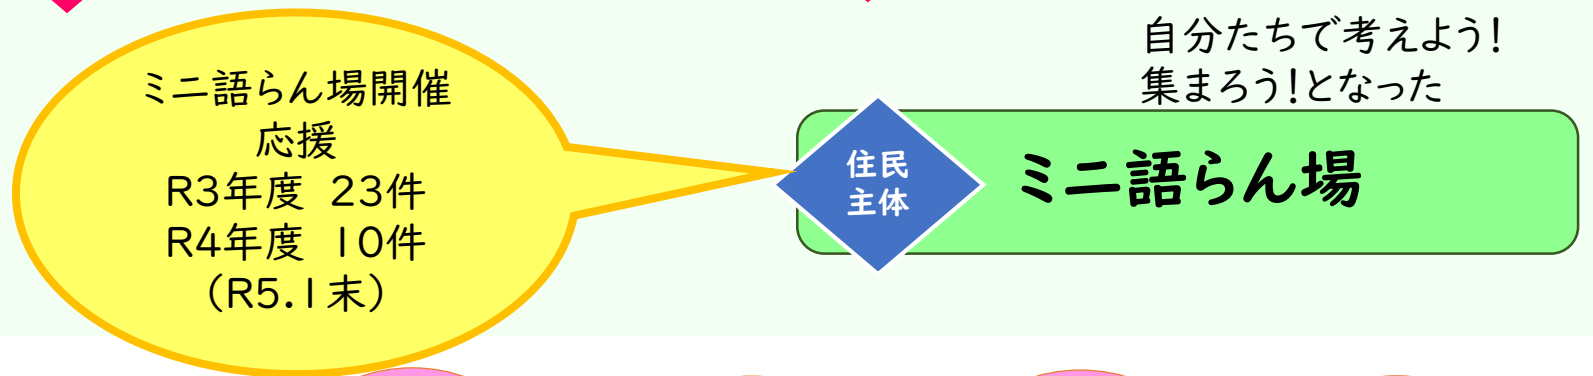 自分たちで考えよう!
集まろう!となった
ミニ語らん場開催
応援
R3年度 23件
R4年度 10件
(R5.1末)
住民
主体
ミニ語らん場